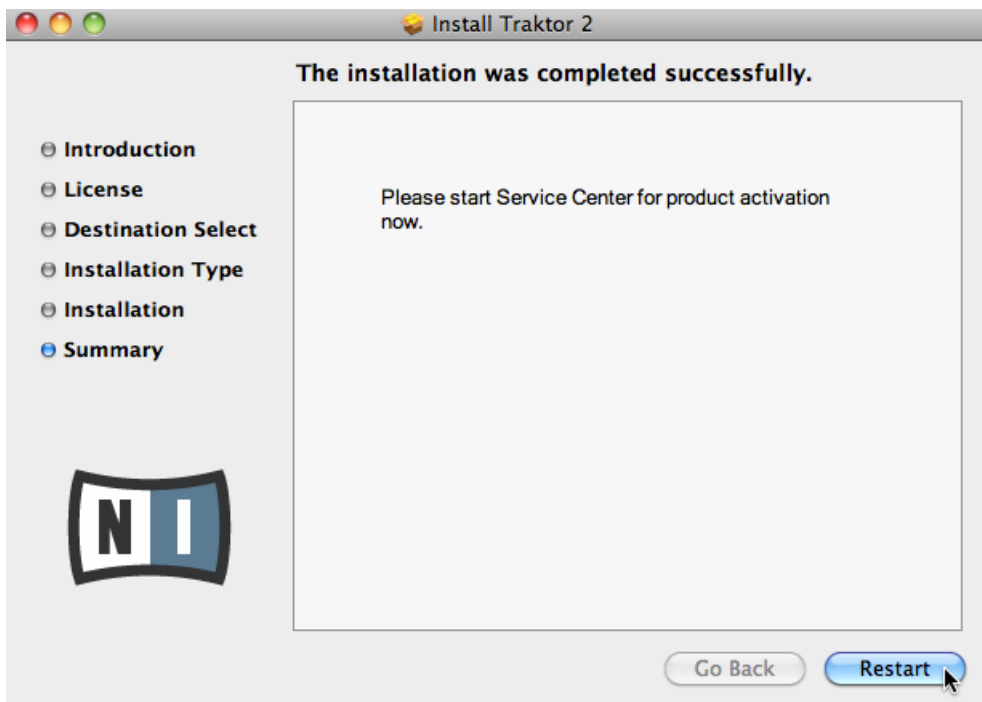 Install Traktor 2
The installation was completed successfully.
Introduction
License
Destination Select
Installation Type
Installation
Summary
Please start Service Center for product activation
now.
NI
Go Back
Restart